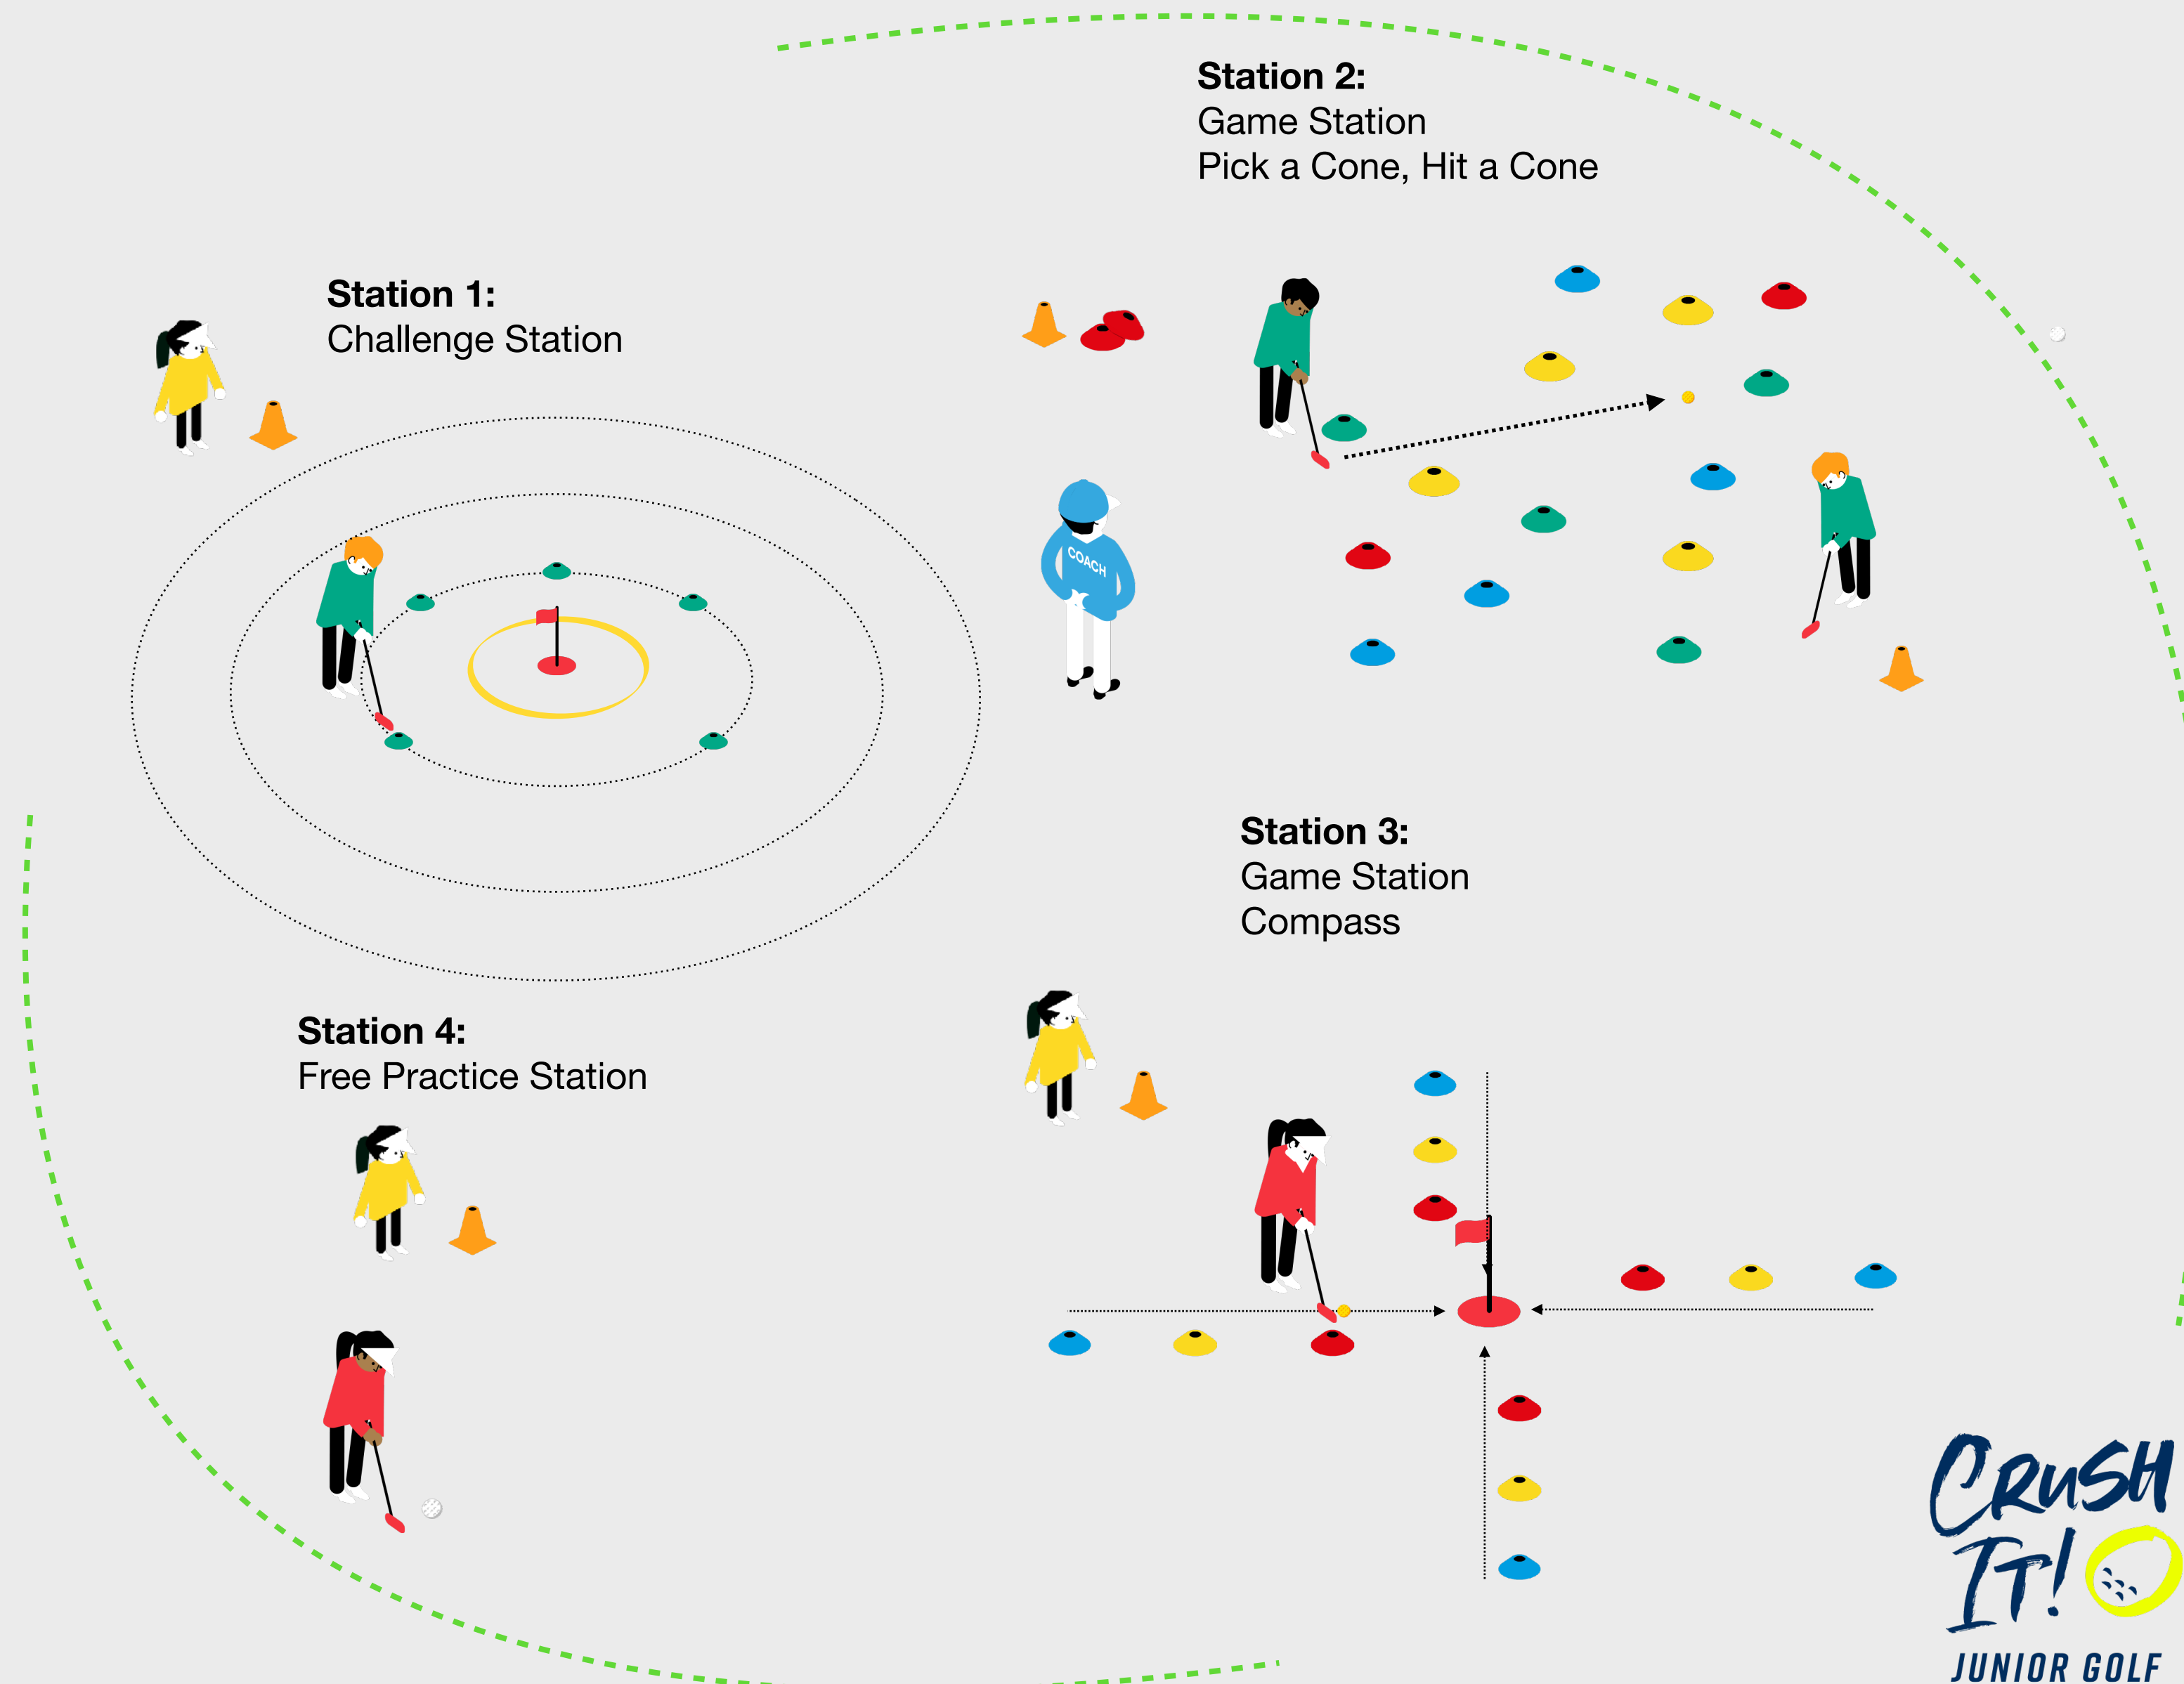 Station 1:
Challenge Station
Station 2:
Game Station
Pick a Cone, Hit a Cone
COACH
Station 3:
Game Station
Compass
Station 4:
Free Practice Station
CRUSH
IT!
JUNIOR GOLF